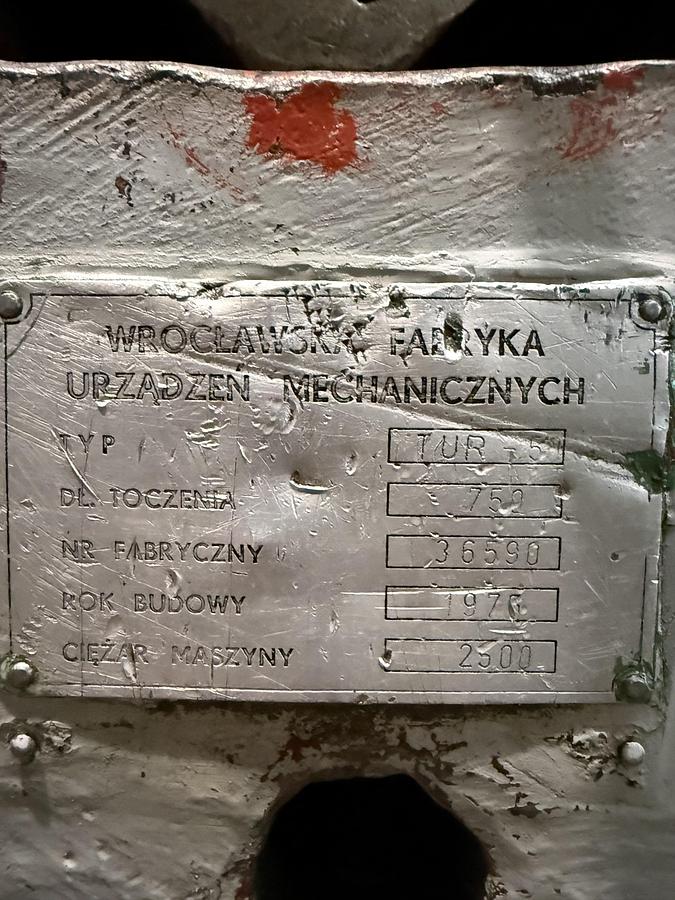 WROCŁAWSKA FABRYKA
URZĄDZEŃ MECHANICZNYCH
TYP TUR - 5
DŁ. TOCZENIA 750
NR FABRYCZNY 36590
ROK BUDOWY
CIĘŻAR MASZYNY 2500